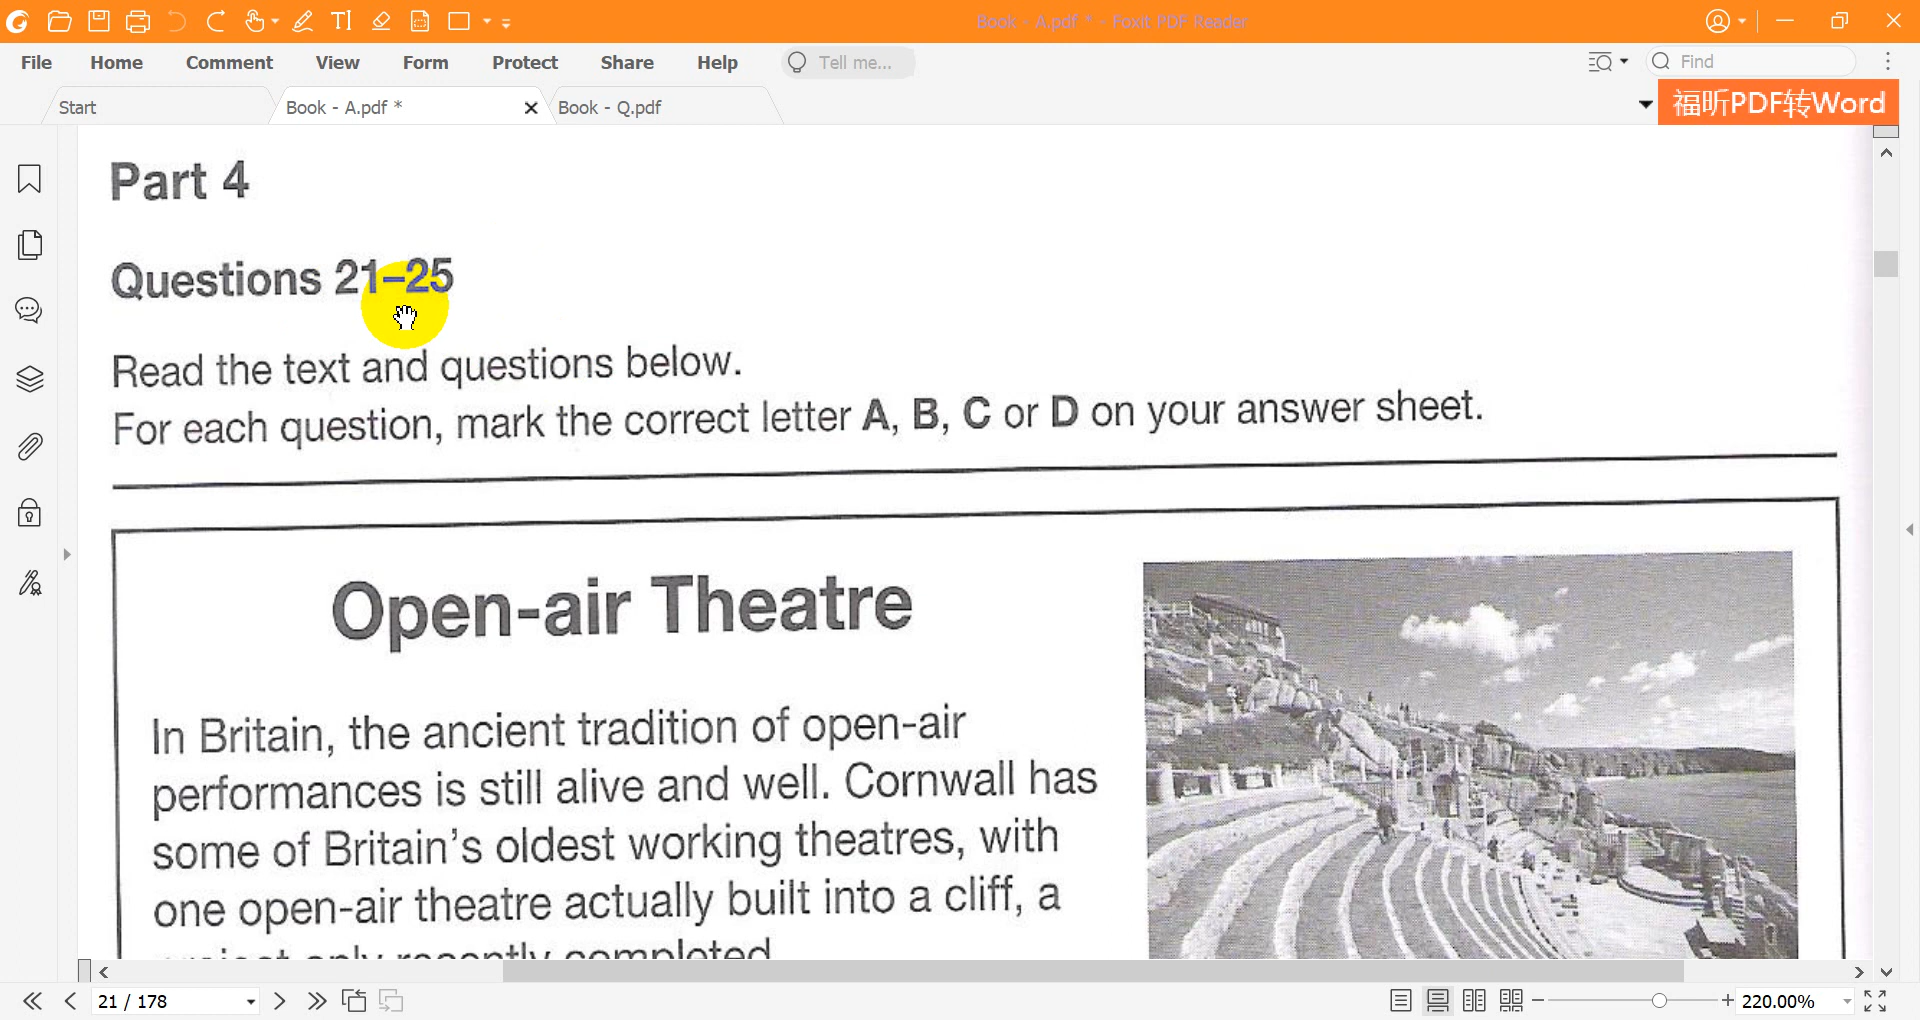 Book - A.pdf * - Foxit PDF Reader
File Home Comment View Form Protect Share Help Tell me... Find
Start Book - A.pdf * Book - Q.pdf 福昕PDF转Word
Part 4
Questions 21–25
Read the text and questions below.
For each question, mark the correct letter A, B, C or D on your answer sheet.
Open-air Theatre
In Britain, the ancient tradition of open-air
performances is still alive and well. Cornwall has
some of Britain's oldest working theatres, with
one open-air theatre actually built into a cliff, a
project only recently completed
21 / 178 220.00%